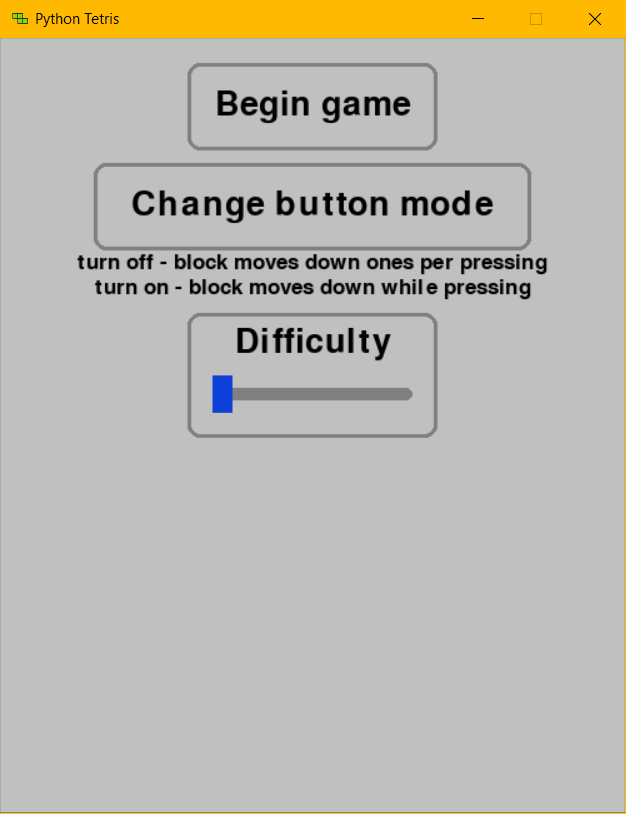 Python Tetris
Begin game
Change button mode
turn off - block moves down ones per pressing
turn on - block moves down while pressing
Difficulty